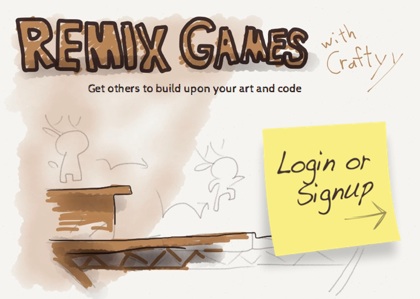 REMIX GAMES
with
Craftyy
Get others to build upon your art and code
Login or
Signup